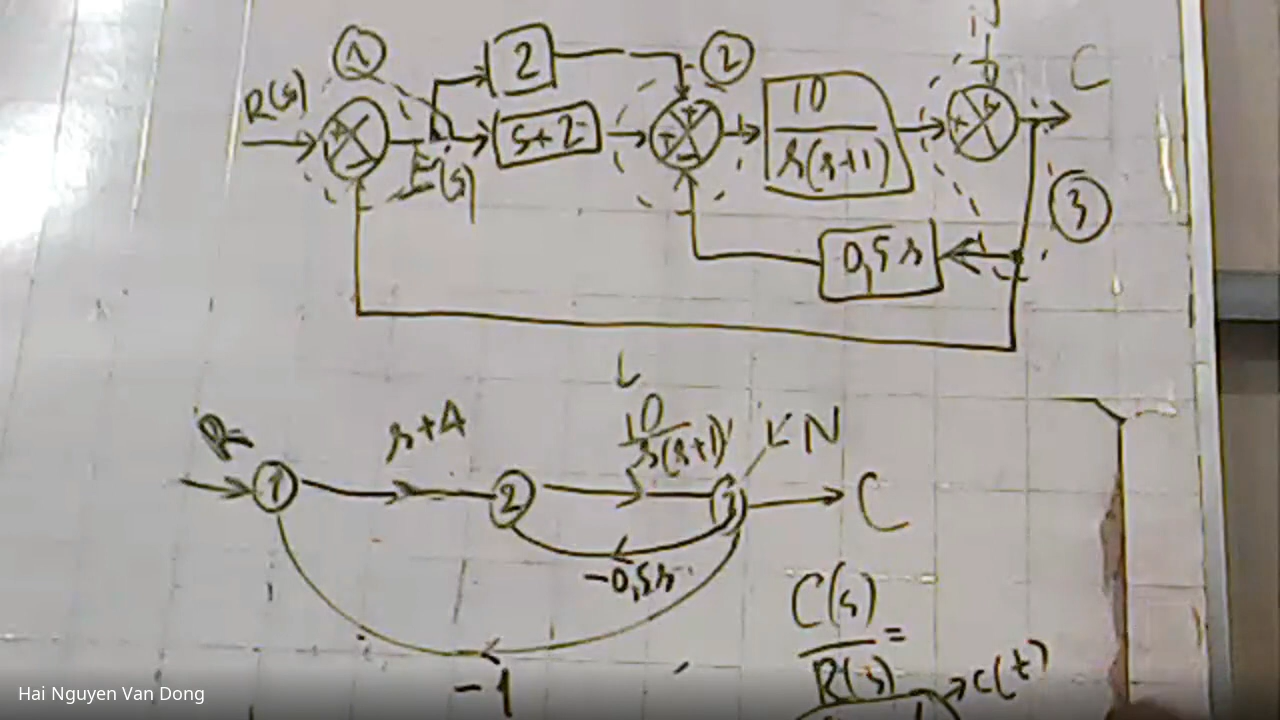 1
2
2
N
C
R(s)
+
-
s+2
+
+
-
10
s(s+1)
+
+
E(s)
3
0,5s
R
s+4
10
s(s+1)
N
1
2
3
C
-0,5s
C(s)
R(s)
=
c(t)
-1
Hai Nguyen Van Dong